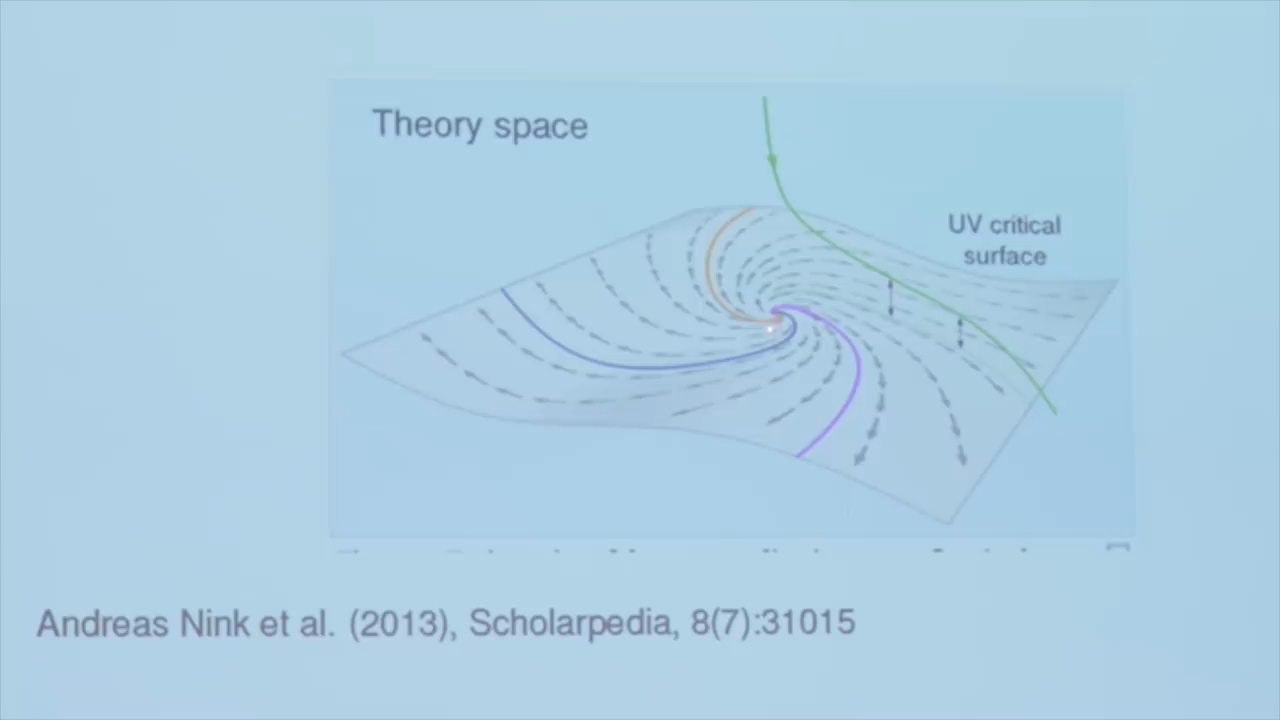 Theory space
UV critical
surface
Andreas Nink et al. (2013), Scholarpedia, 8(7):31015